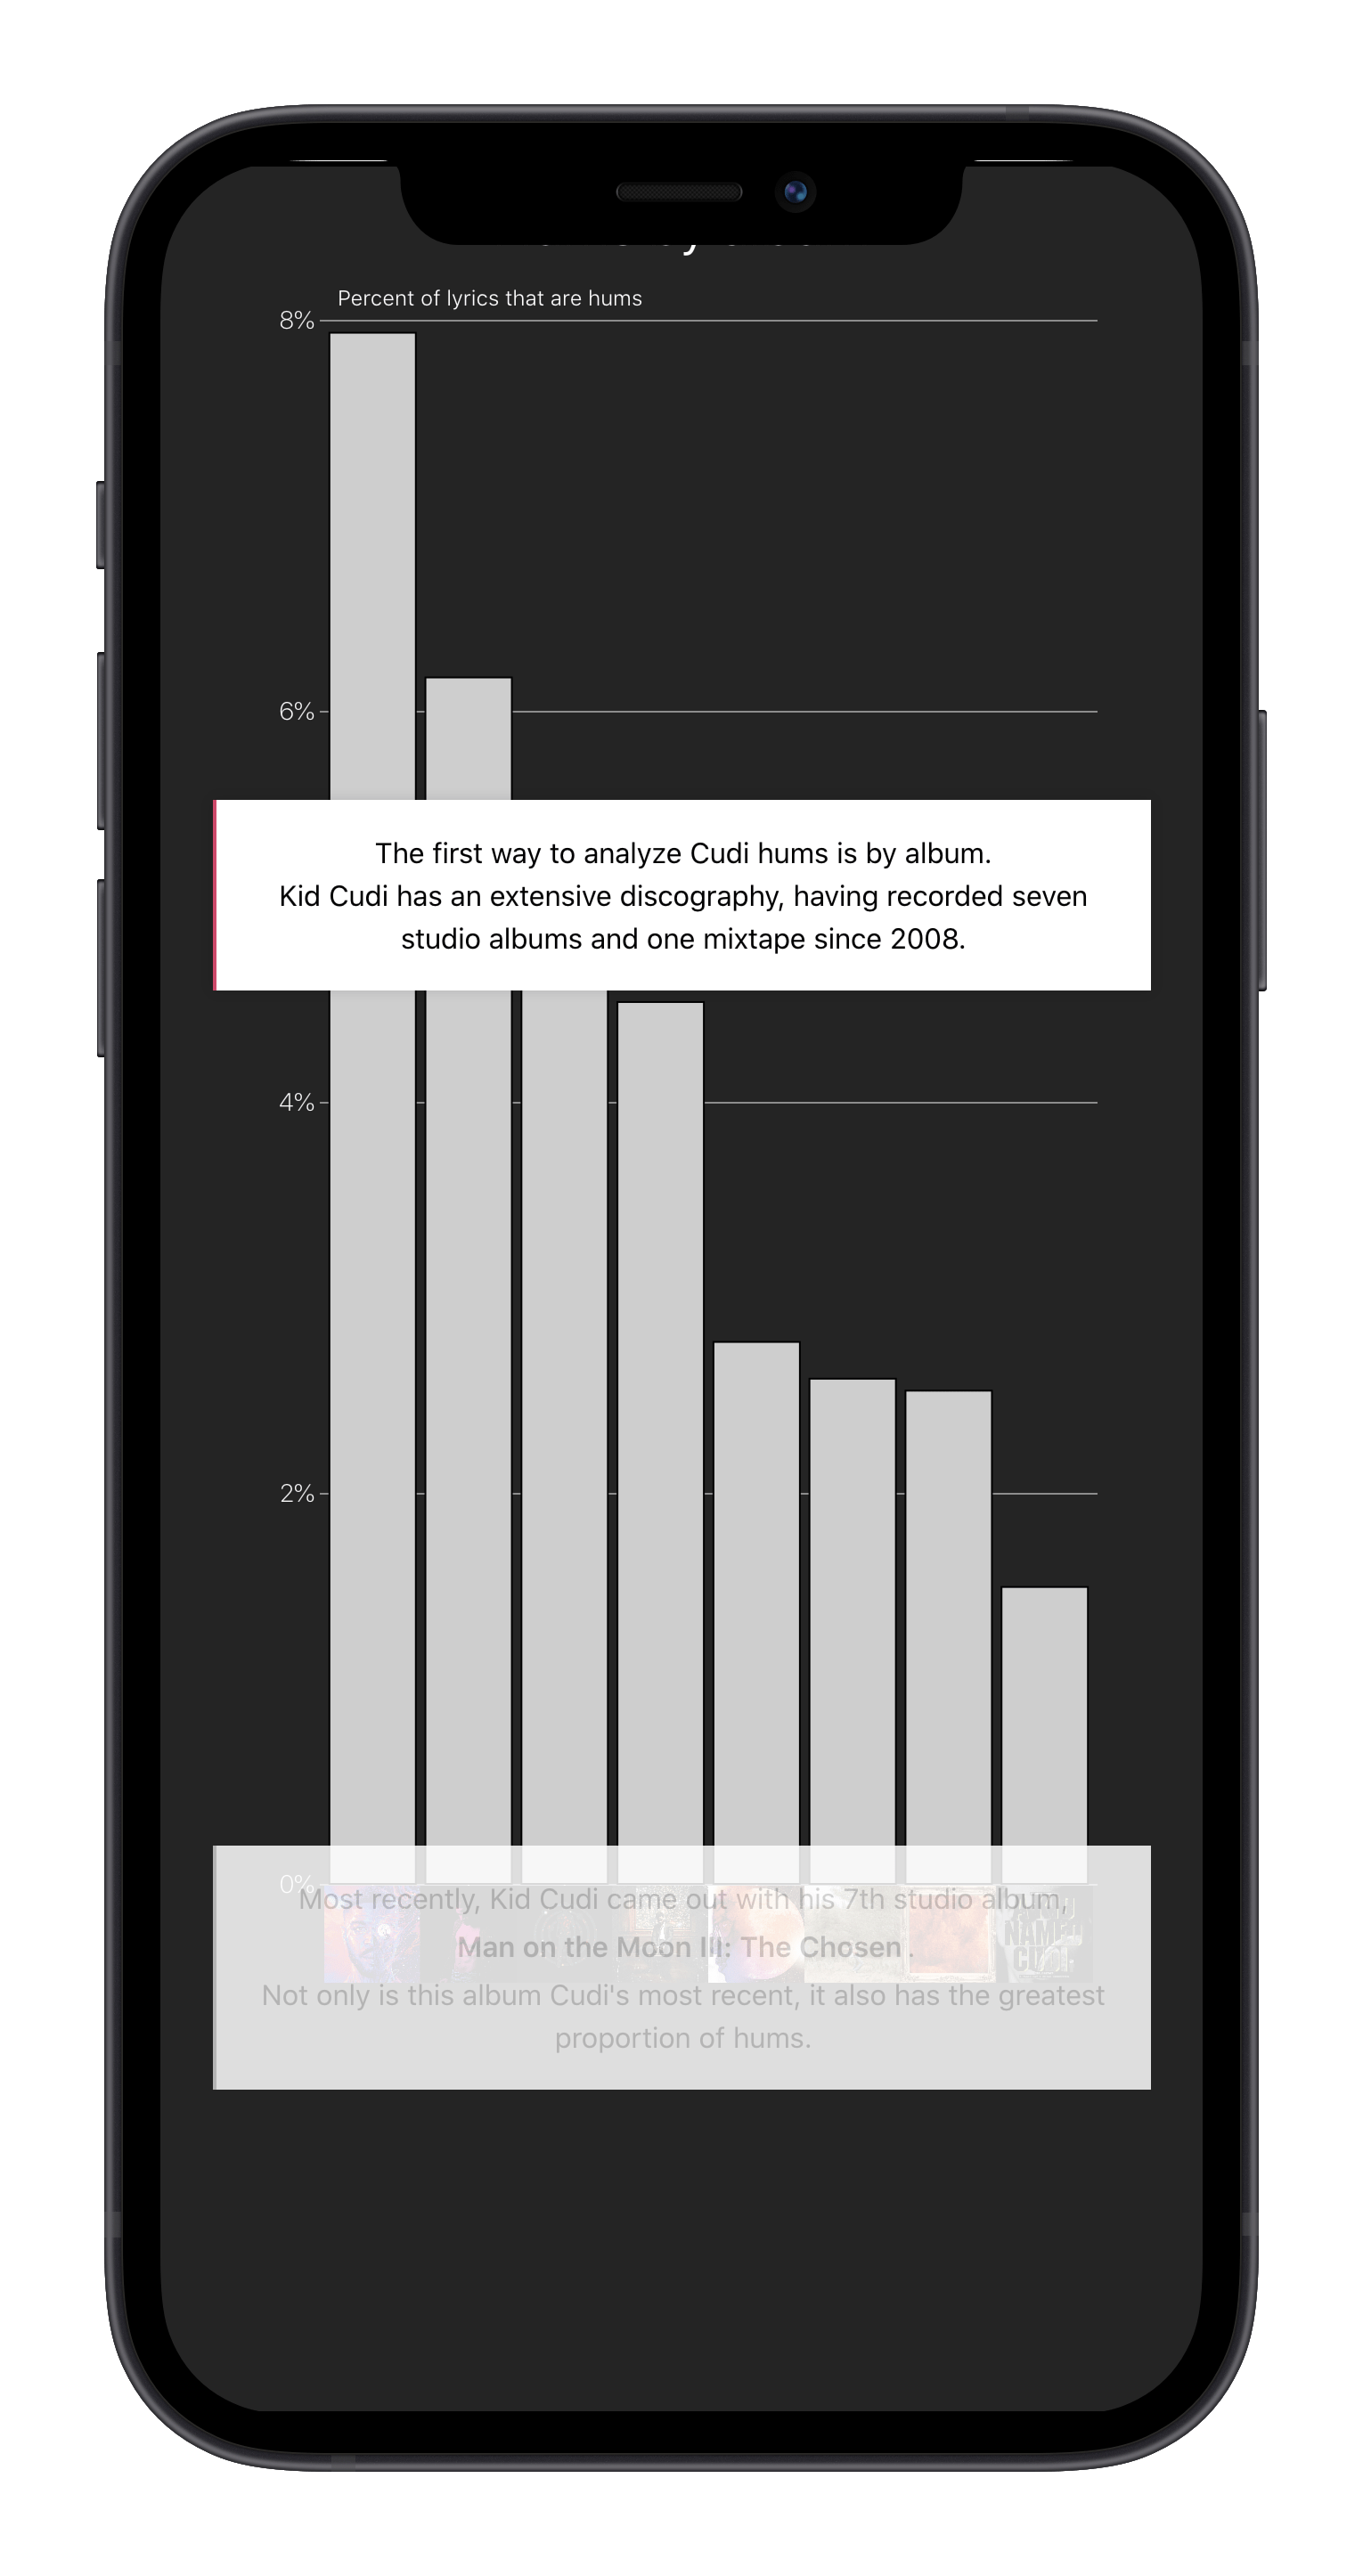 Percent of lyrics that are hums
8%
6%
The first way to analyze Cudi hums is by album.
Kid Cudi has an extensive discography, having recorded seven
studio albums and one mixtape since 2008.
4%
2%
0%
Most recently, Kid Cudi came out with his 7th studio album,
Man on the Moon III: The Chosen .
Not only is this album Cudi's most recent, it also has the greatest
proportion of hums.